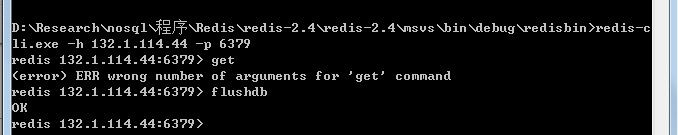 D:\Research\nosql\程序\Redis\redis-2.4\redis-2.4\msvs\bin\debug\redisbin>redis-c
li.exe -h 132.1.114.44 -p 6379
redis 132.1.114.44:6379> get
(error) ERR wrong number of arguments for 'get' command
redis 132.1.114.44:6379> flushdb
OK
redis 132.1.114.44:6379>